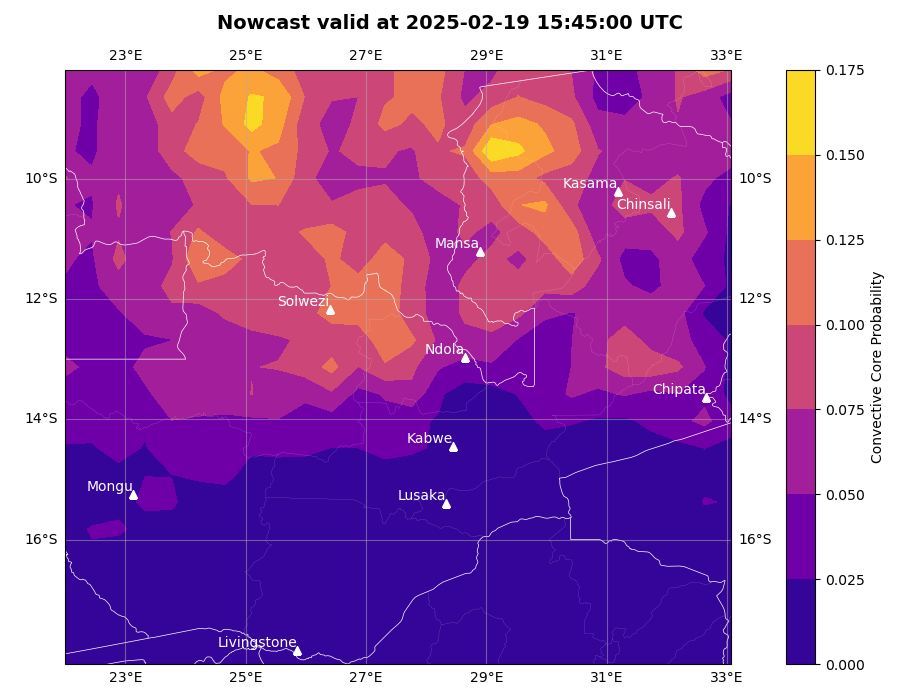 Nowcast valid at 2025-02-19 15:45:00 UTC
23°E 25°E 27°E 29°E 31°E 33°E
0.175
0.150
10°S Kasama 10°S
Chinsali
0.125
Mansa
12°S Solwezi 12°S
0.100
Ndola
Chipata
0.075
14°S 14°S
Kabwe
Mongu Lusaka
0.050
16°S 16°S
0.025
Livingstone
0.000
23°E 25°E 27°E 29°E 31°E 33°E
Convective Core Probability